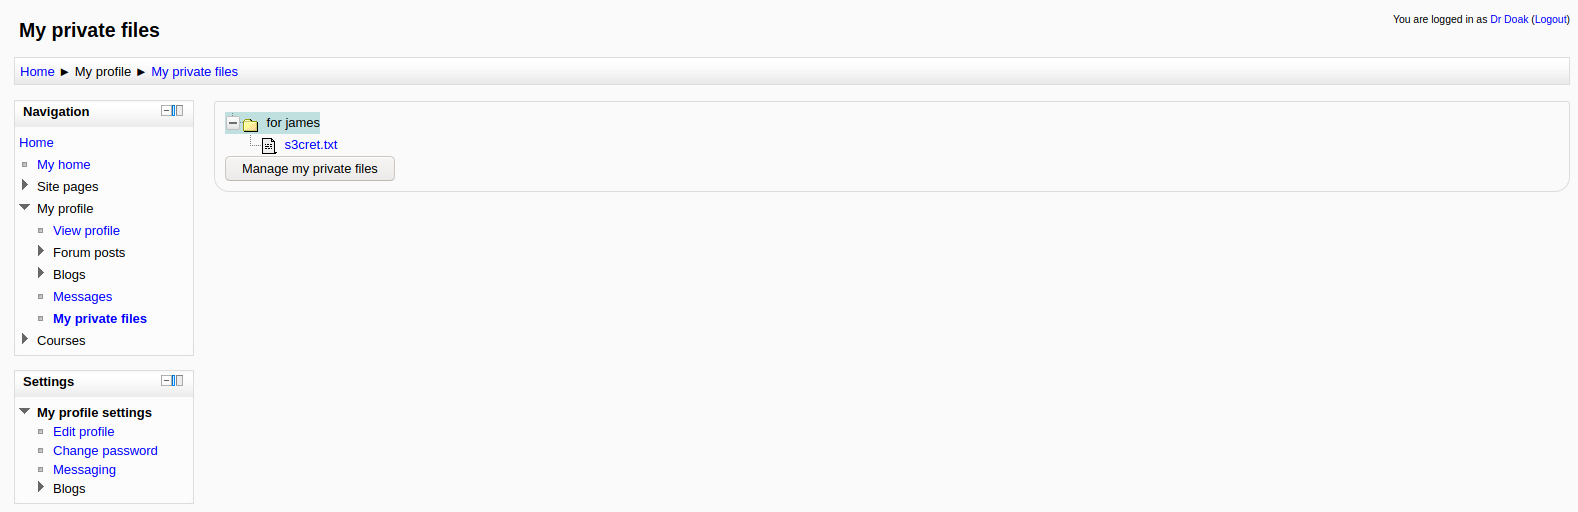 My private files
You are logged in as Dr Doak (Logout)
Home ► My profile ► My private files
Navigation
Home
My home
Site pages
My profile
View profile
Forum posts
Blogs
Messages
My private files
Courses
Settings
My profile settings
Edit profile
Change password
Messaging
Blogs
for james
s3cret.txt
Manage my private files